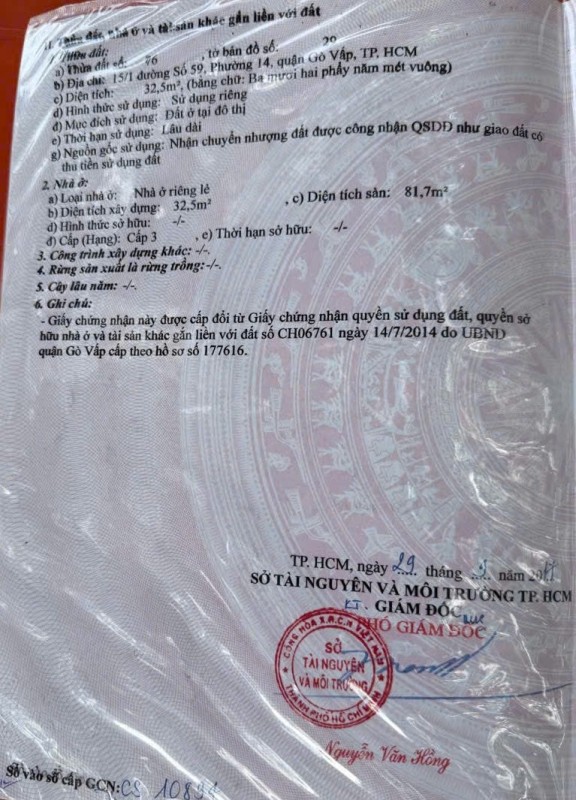 II. Thửa đất, nhà ở và tài sản khác gắn liền với đất
1. Thửa đất:
a) Thửa đất số: 76 , tờ bản đồ số:
b) Địa chỉ: 15/1 đường Số 59, Phường 14, quận Gò Vấp, TP. HCM
c) Diện tích: 32,5m², (bằng chữ: Ba mươi hai phẩy năm mét vuông)
d) Hình thức sử dụng: Sử dụng riêng
đ) Mục đích sử dụng: Đất ở tại đô thị
e) Thời hạn sử dụng: Lâu dài
g) Nguồn gốc sử dụng: Nhận chuyển nhượng đất được công nhận QSDĐ như giao đất có
thu tiền sử dụng đất
2. Nhà ở:
a) Loại nhà ở: Nhà ở riêng lẻ
b) Diện tích xây dựng: 32,5m² , c) Diện tích sàn: 81,7m²
d) Hình thức sở hữu: -/-
đ) Cấp (Hạng): Cấp 3 , e) Thời hạn sở hữu: -/-
3. Công trình xây dựng khác: -/-.
4. Rừng sản xuất là rừng trồng:-/-.
5. Cây lâu năm: -/-.
6. Ghi chú:
- Giấy chứng nhận này được cấp đổi từ Giấy chứng nhận quyền sử dụng đất, quyền sở
hữu nhà ở và tài sản khác gắn liền với đất số CH06761 ngày 14/7/2014 do UBND
quận Gò Vấp cấp theo hồ sơ số 177616.
TP. HCM, ngày 29 tháng năm
SỞ TÀI NGUYÊN VÀ MÔI TRƯỜNG TP. HCM
KT. GIÁM ĐỐC
PHÓ GIÁM ĐỐC
CỘNG HÒA X.H.C.N VIỆT NAM
SỞ
TÀI NGUYÊN
VÀ MÔI TRƯỜNG
THÀNH PHỐ HỒ CHÍ MINH
Nguyễn Văn Hồng
Số vào sổ cấp GCN: CS